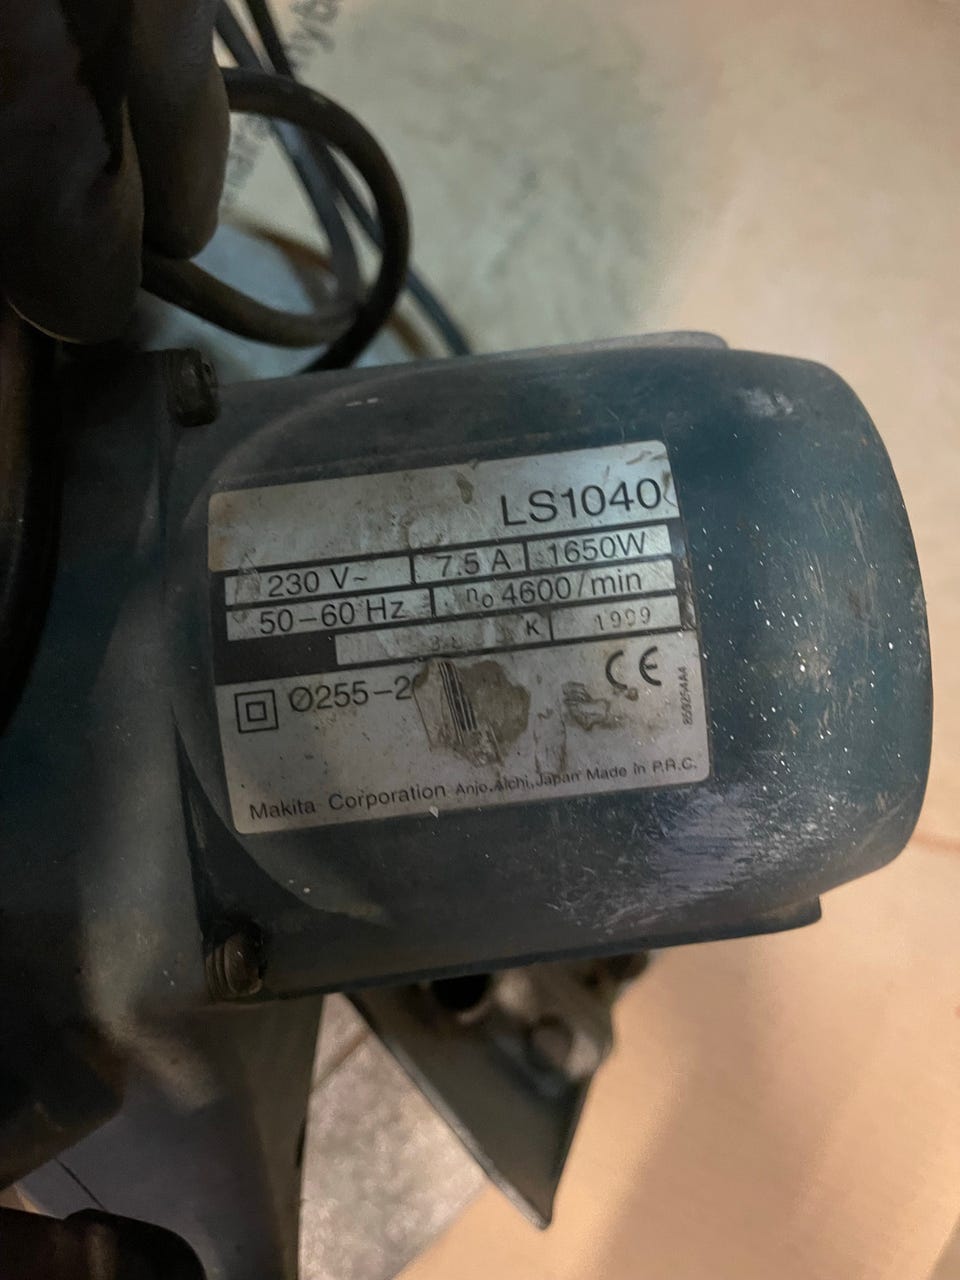 LS1040
230 V~ 7.5 A 1650W
50-60 Hz n₀ 4600/min
K 1999
Ø255-2 CE
859254A4
Makita Corporation Anjo, Aichi, Japan Made in P.R.C.